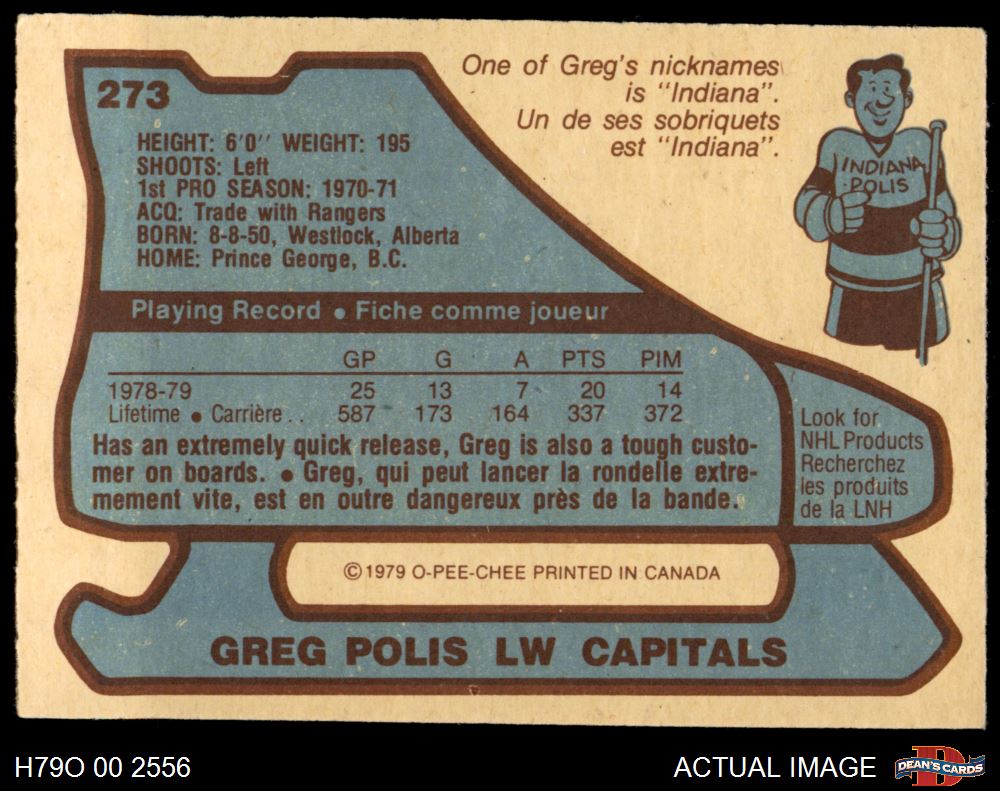 273
HEIGHT: 6'0'' WEIGHT: 195
SHOOTS: Left
1st PRO SEASON: 1970-71
ACQ: Trade with Rangers
BORN: 8-8-50, Westlock, Alberta
HOME: Prince George, B.C.
One of Greg's nicknames
is "Indiana".
Un de ses sobriquets
est "Indiana".
INDIANA
POLIS
Playing Record • Fiche comme joueur
GP G A PTS PIM
1978-79 25 13 7 20 14
Lifetime • Carrière.. 587 173 164 337 372
Has an extremely quick release, Greg is also a tough custo-
mer on boards. • Greg, qui peut lancer la rondelle extre-
mement vite, est en outre dangereux près de la bande.
Look for
NHL Products
Recherchez
les produits
de la LNH
©1979 O-PEE-CHEE PRINTED IN CANADA
GREG POLIS LW CAPITALS
H79O 00 2556
ACTUAL IMAGE
D
DEAN'S CARDS